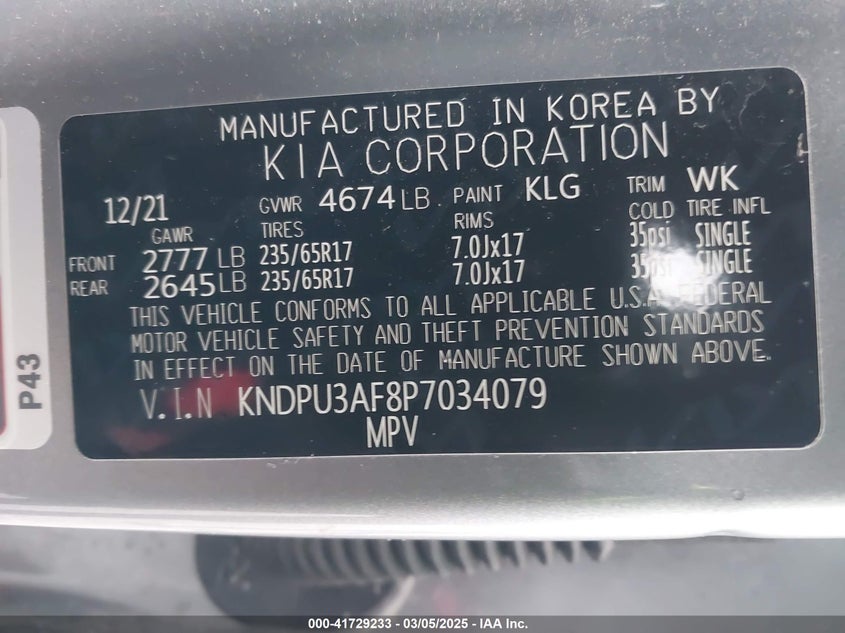 MANUFACTURED IN KOREA BY
KIA CORPORATION
12/21 GVWR 4674 LB PAINT KLG TRIM WK
GAWR TIRES RIMS COLD TIRE INFL
FRONT 2777 LB 235/65R17 7.0Jx17 35psi SINGLE
REAR 2645 LB 235/65R17 7.0Jx17 35psi SINGLE
THIS VEHICLE CONFORMS TO ALL APPLICABLE U.S.A. FEDERAL
MOTOR VEHICLE SAFETY AND THEFT PREVENTION STANDARDS
IN EFFECT ON THE DATE OF MANUFACTURE SHOWN ABOVE.
V.I.N KNDPU3AF8P7034079
MPV
P43
000-41729233 - 03/05/2025 - IAA Inc.